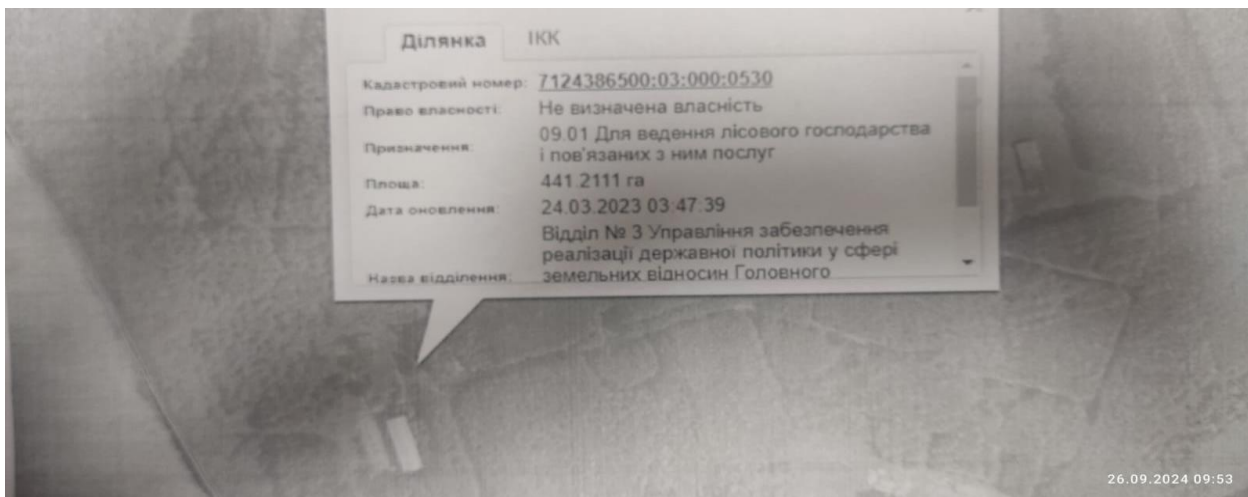 Ділянка ІКК
Кадастровий номер: 7124386500:03:000:0530
Право власності: Не визначена власність
Призначення: 09.01 Для ведення лісового господарства
і пов'язаних з ним послуг
Площа: 441.2111 га
Дата оновлення: 24.03.2023 03:47:39
Відділ № 3 Управління забезпечення
реалізації державної політики у сфері
Назва відділення: земельних відносин Головного
26.09.2024 09:53